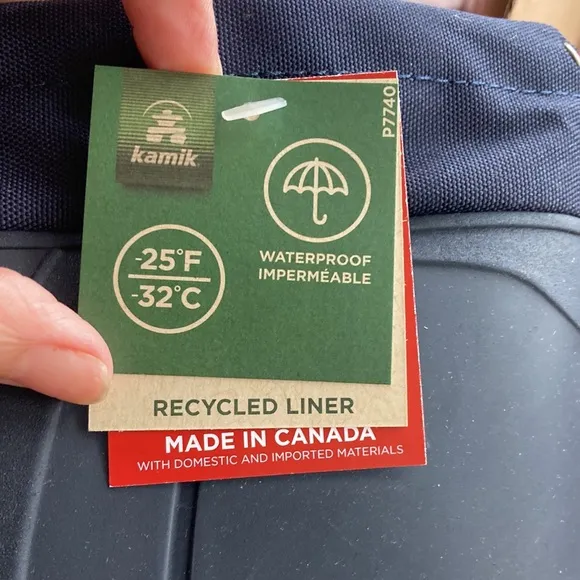 kamik
P7740
-25°F
-32°C
WATERPROOF
IMPERMÉABLE
RECYCLED LINER
MADE IN CANADA
WITH DOMESTIC AND IMPORTED MATERIALS